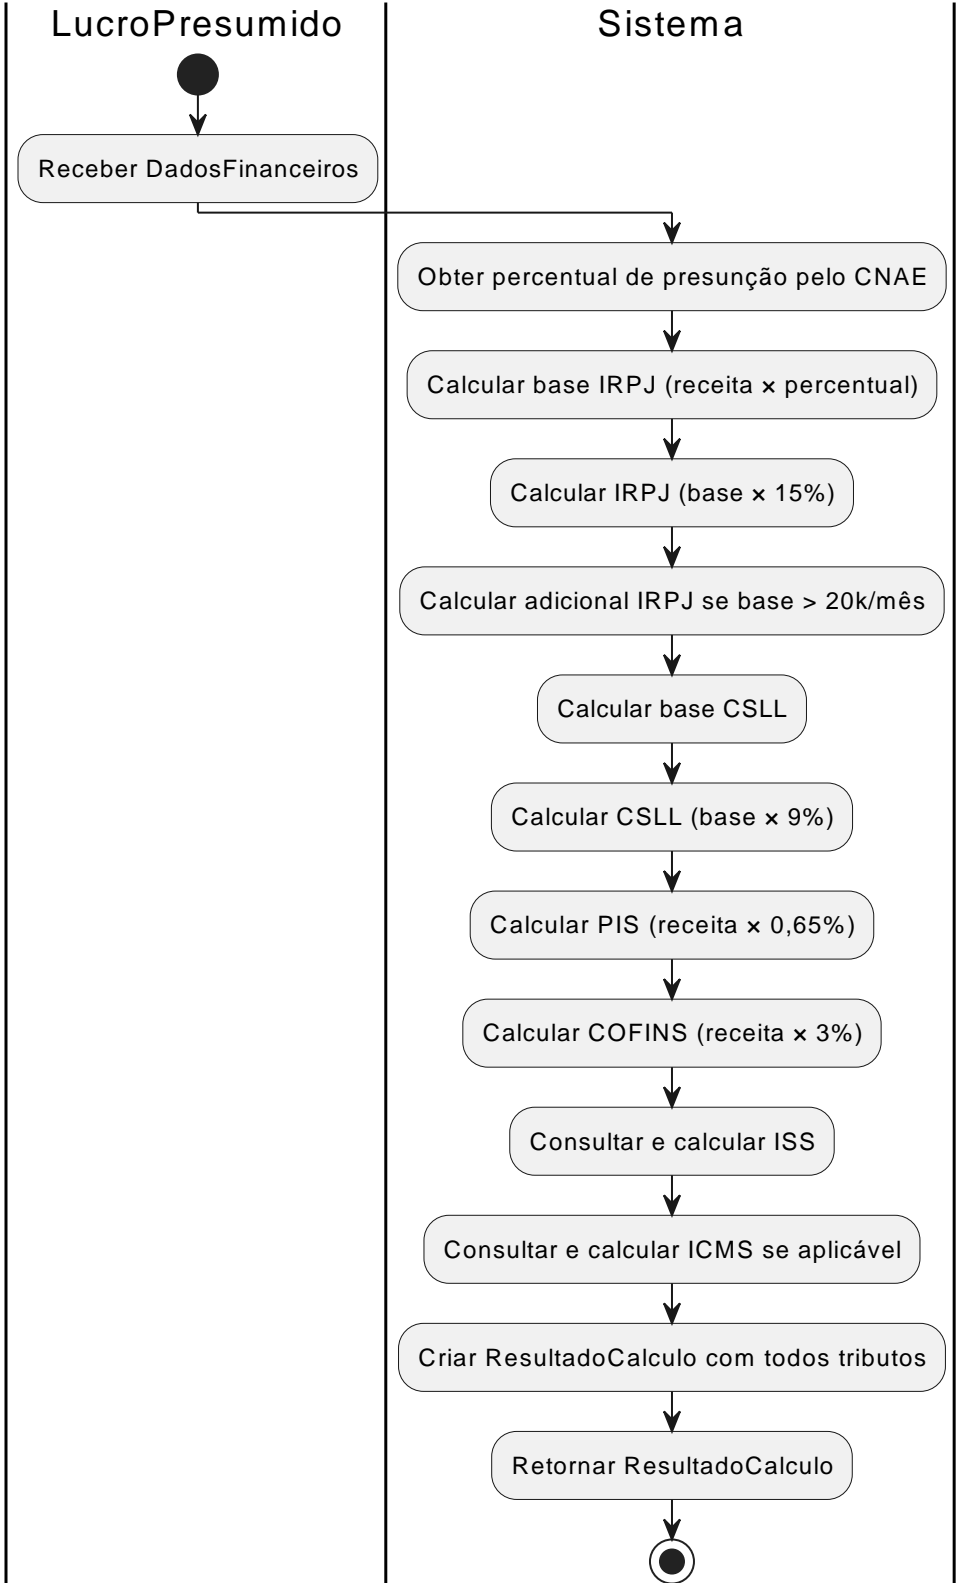 LucroPresumido
Sistema
Receber DadosFinanceiros
Obter percentual de presunção pelo CNAE
Calcular base IRPJ (receita × percentual)
Calcular IRPJ (base × 15%)
Calcular adicional IRPJ se base > 20k/mês
Calcular base CSLL
Calcular CSLL (base × 9%)
Calcular PIS (receita × 0,65%)
Calcular COFINS (receita × 3%)
Consultar e calcular ISS
Consultar e calcular ICMS se aplicável
Criar ResultadoCalculo com todos tributos
Retornar ResultadoCalculo